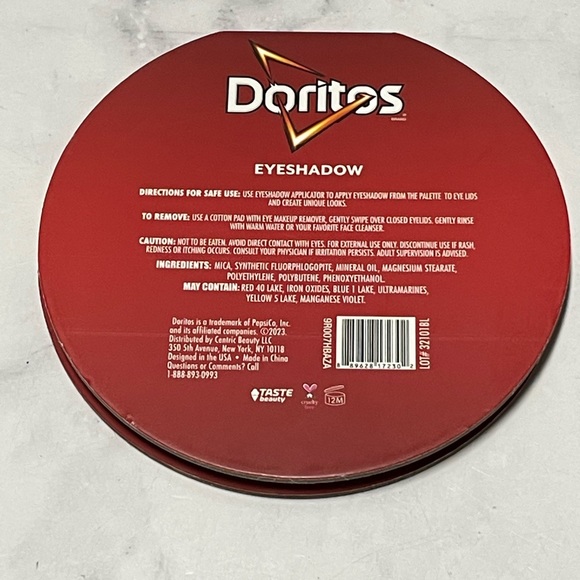 Doritos
EYESHADOW
DIRECTIONS FOR SAFE USE: USE EYESHADOW APPLICATOR TO APPLY EYESHADOW FROM THE PALETTE TO EYE LIDS
AND CREATE UNIQUE LOOKS.
TO REMOVE: USE A COTTON PAD WITH EYE MAKEUP REMOVER, GENTLY SWIPE OVER CLOSED EYELIDS. GENTLY RINSE
WITH WARM WATER OR YOUR FAVORITE FACE CLEANSER.
CAUTION: NOT TO BE EATEN. AVOID DIRECT CONTACT WITH EYES. FOR EXTERNAL USE ONLY. DISCONTINUE USE IF RASH,
REDNESS OR ITCHING OCCURS. CONSULT YOUR PHYSICIAN IF IRRITATION PERSISTS. ADULT SUPERVISION IS ADVISED.
INGREDIENTS: MICA, SYNTHETIC FLUORPHLOGOPITE, MINERAL OIL, MAGNESIUM STEARATE,
POLYETHYLENE, POLYBUTENE, PHENOXYETHANOL.
MAY CONTAIN: RED 40 LAKE, IRON OXIDES, BLUE 1 LAKE, ULTRAMARINES,
YELLOW 5 LAKE, MANGANESE VIOLET.
Doritos is a trademark of PepsiCo, Inc.
and its affiliated companies. ©2023.
Distributed by Centric Beauty LLC
350 5th Avenue, New York, NY 10118
Designed in the USA • Made in China
Questions or Comments? Call
1-888-893-0993
9R007HBAZA
8 89628 17230 2
LOT# 32101BL
TASTE
beauty
cruelty
free
12M